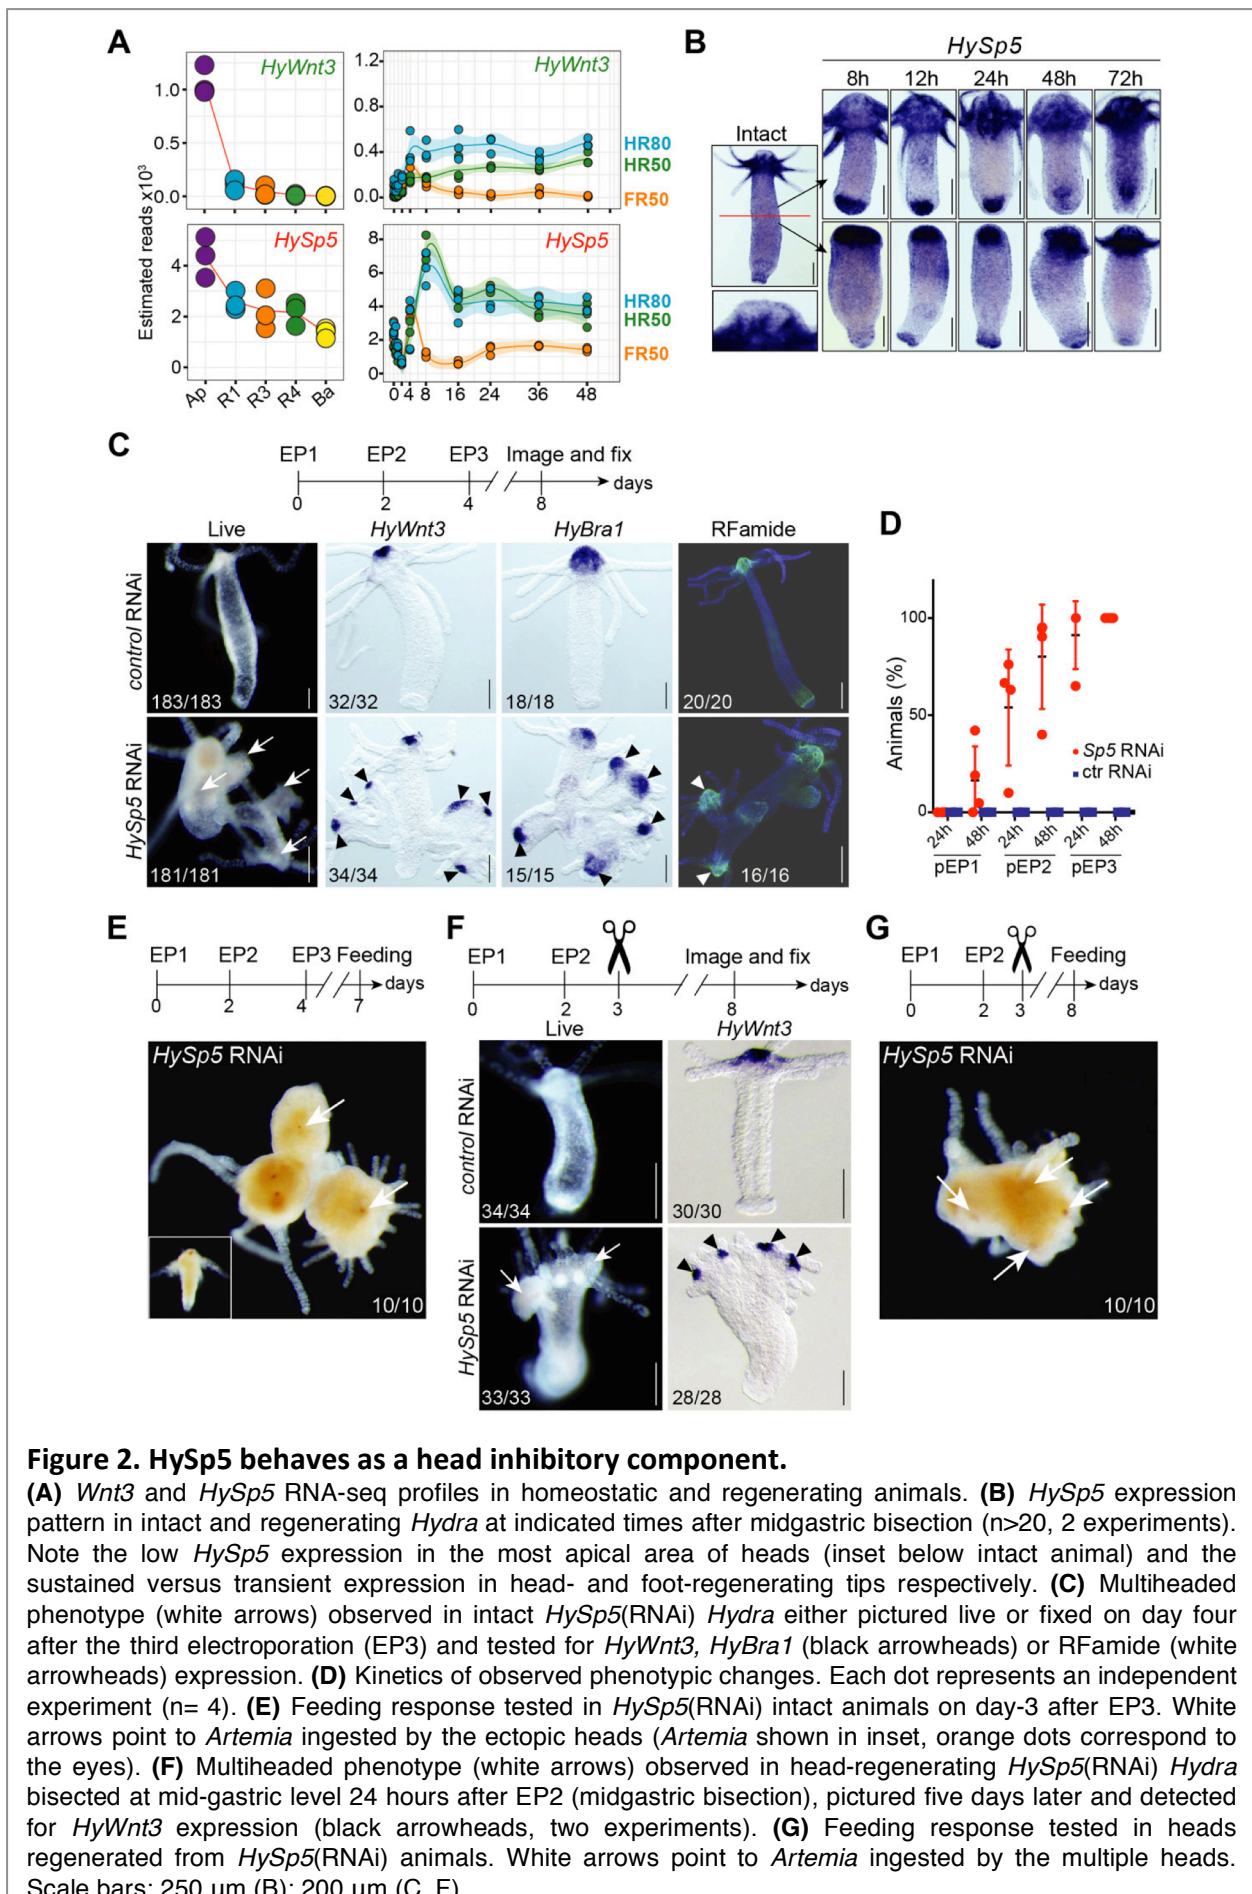 A
HyWnt3
1.0
0.5
0.0
HySp5
4
2
0
Estimated reads x10³
Ap
R1
R3
R4
Ba
HyWnt3
1.2
0.8
0.4
0.0
HR80
HR50
FR50
HySp5
8
6
4
2
0
HR80
HR50
FR50
0 4 8 16 24 36 48
B
HySp5
8h 12h 24h 48h 72h
Intact
C
EP1 EP2 EP3 Image and fix
days
0 2 4 8
Live HyWnt3 HyBra1 RFamide
control RNAi
183/183 32/32 18/18 20/20
HySp5 RNAi
181/181 34/34 15/15 16/16
D
Animals (%)
100
50
0
Sp5 RNAi
ctr RNAi
24h 48h 24h 48h 24h 48h
pEP1 pEP2 pEP3
E
EP1 EP2 EP3 Feeding
days
0 2 4 7
HySp5 RNAi
10/10
F
EP1 EP2 Image and fix
days
0 2 3 8
Live HyWnt3
control RNAi
34/34 30/30
HySp5 RNAi
33/33 28/28
G
EP1 EP2 Feeding
days
0 2 3 8
HySp5 RNAi
10/10
Figure 2. HySp5 behaves as a head inhibitory component.
(A) Wnt3 and HySp5 RNA-seq profiles in homeostatic and regenerating animals. (B) HySp5 expression
pattern in intact and regenerating Hydra at indicated times after midgastric bisection (n>20, 2 experiments).
Note the low HySp5 expression in the most apical area of heads (inset below intact animal) and the
sustained versus transient expression in head- and foot-regenerating tips respectively. (C) Multiheaded
phenotype (white arrows) observed in intact HySp5(RNAi) Hydra either pictured live or fixed on day four
after the third electroporation (EP3) and tested for HyWnt3, HyBra1 (black arrowheads) or RFamide (white
arrowheads) expression. (D) Kinetics of observed phenotypic changes. Each dot represents an independent
experiment (n= 4). (E) Feeding response tested in HySp5(RNAi) intact animals on day-3 after EP3. White
arrows point to Artemia ingested by the ectopic heads (Artemia shown in inset, orange dots correspond to
the eyes). (F) Multiheaded phenotype (white arrows) observed in head-regenerating HySp5(RNAi) Hydra
bisected at mid-gastric level 24 hours after EP2 (midgastric bisection), pictured five days later and detected
for HyWnt3 expression (black arrowheads, two experiments). (G) Feeding response tested in heads
regenerated from HySp5(RNAi) animals. White arrows point to Artemia ingested by the multiple heads.
Scale bars: 250 µm (B); 200 µm (C, F)